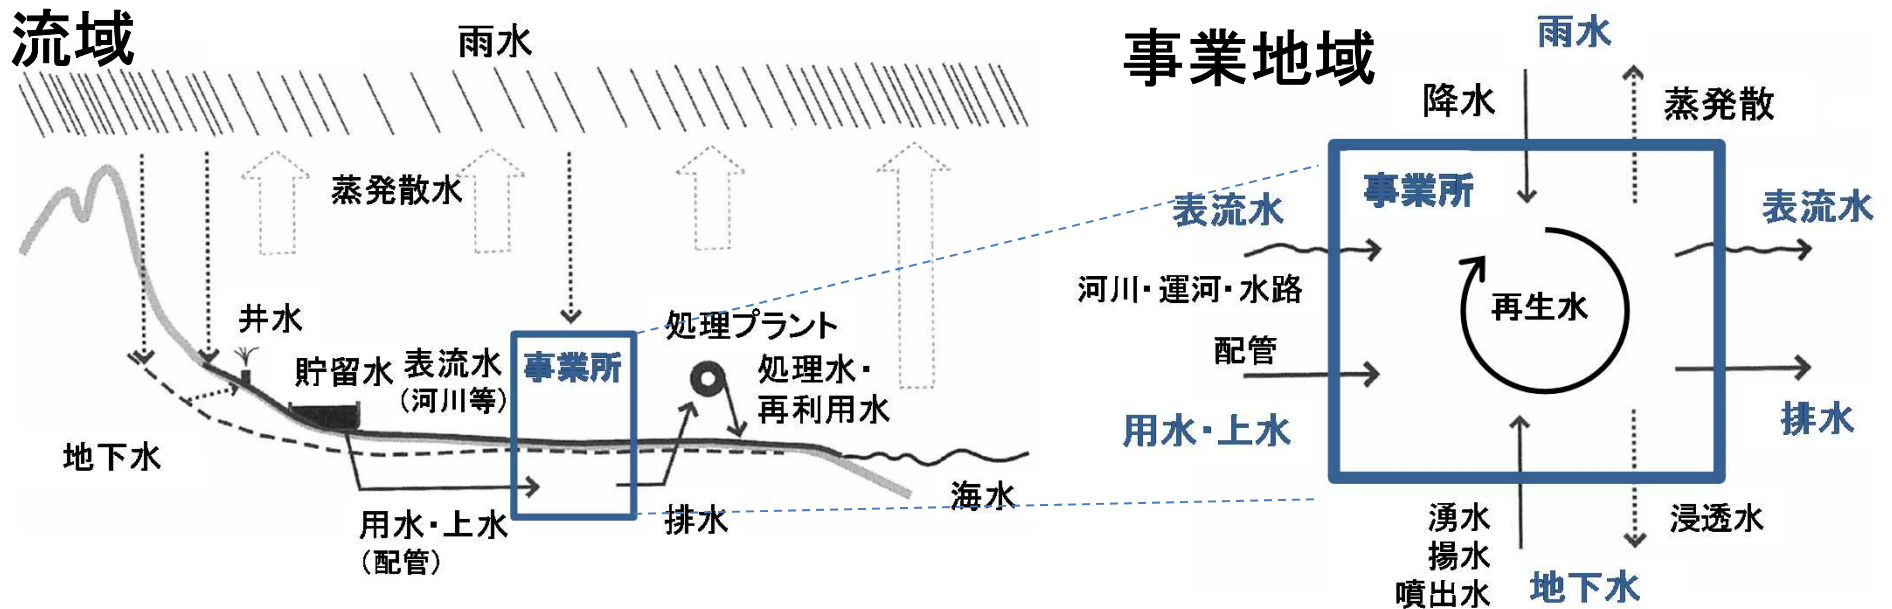 流域
雨水
蒸発散水
井水
貯留水
表流水
（河川等）
事業所
処理プラント
処理水・
再利用水
地下水
用水・上水
（配管）
排水
海水
事業地域
雨水
降水
蒸発散
事業所
表流水
河川・運河・水路
配管
用水・上水
再生水
表流水
排水
湧水
揚水
噴出水
地下水
浸透水